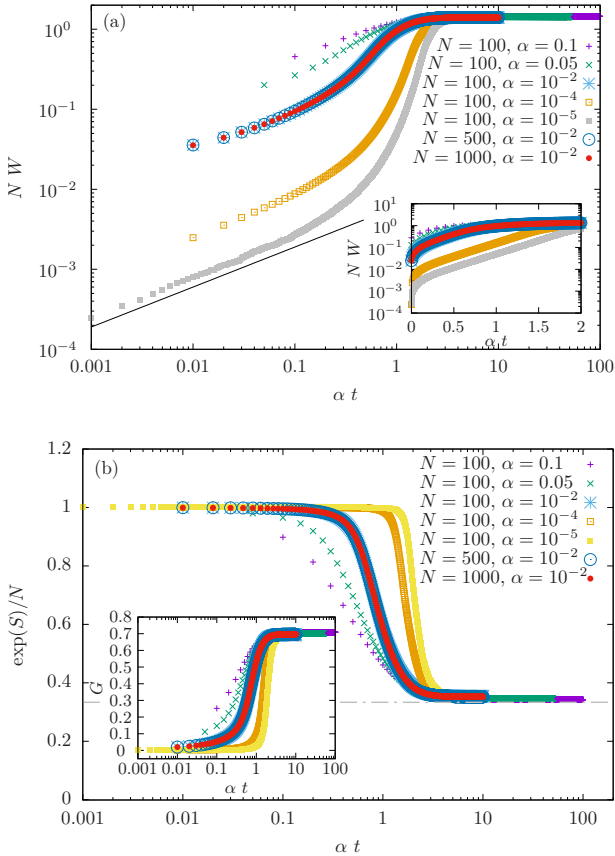 (a)
N = 100, α = 0.1
N = 100, α = 0.05
N = 100, α = 10⁻²
N = 100, α = 10⁻⁴
N = 100, α = 10⁻⁵
N = 500, α = 10⁻²
N = 1000, α = 10⁻²
10⁰
10⁻¹
10⁻²
10⁻³
10⁻⁴
N W
0.001
0.01
0.1
1
10
100
α t
10¹
10⁰
10⁻¹
10⁻²
10⁻³
10⁻⁴
N W
0
0.5
1
1.5
2
α t
(b)
N = 100, α = 0.1
N = 100, α = 0.05
N = 100, α = 10⁻²
N = 100, α = 10⁻⁴
N = 100, α = 10⁻⁵
N = 500, α = 10⁻²
N = 1000, α = 10⁻²
1.2
1
0.8
0.6
0.4
0.2
0
exp(S)/N
0.001
0.01
0.1
1
10
100
α t
0.8
0.7
0.6
0.5
0.4
0.3
0.2
0.1
0
G
0.001
0.01
0.1
1
10
100
α t